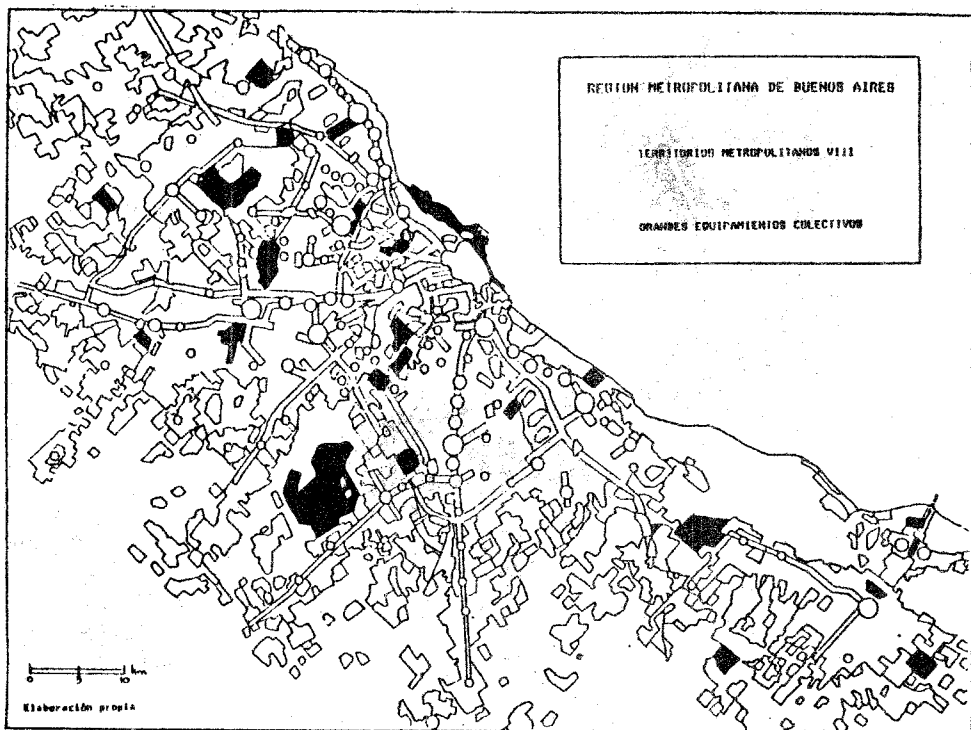 REGION METROPOLITANA DE BUENOS AIRES
TERRITORIOS METROPOLITANOS VIII
GRANDES EQUIPAMIENTOS COLECTIVOS
km
0 5 10
Elaboración propia